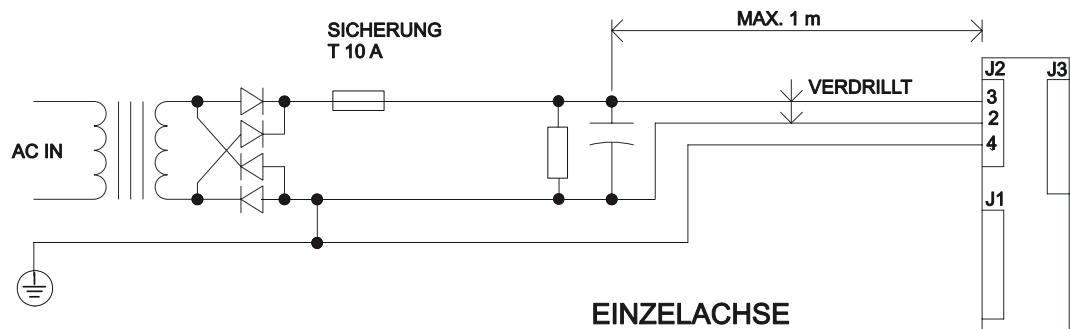 MAX. 1 m
SICHERUNG
T 10 A
J2
J3
VERDRILLT
3
2
4
AC IN
J1
EINZELACHSE